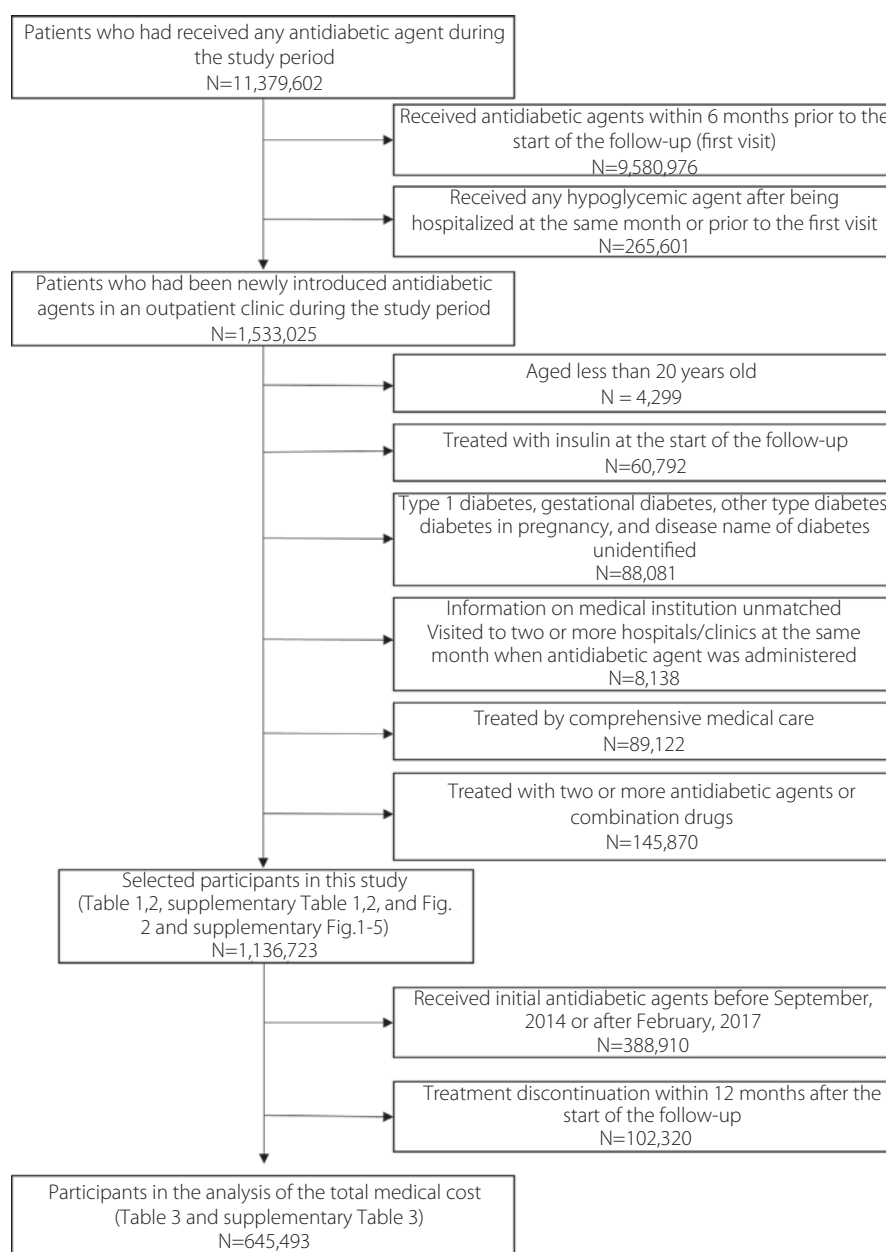 Patients who had received any antidiabetic agent during
the study period
N=11,379,602
Received antidiabetic agents within 6 months prior to the
start of the follow-up (first visit)
N=9,580,976
Received any hypoglycemic agent after being
hospitalized at the same month or prior to the first visit
N=265,601
Patients who had been newly introduced antidiabetic
agents in an outpatient clinic during the study period
N=1,533,025
Aged less than 20 years old
N = 4,299
Treated with insulin at the start of the follow-up
N=60,792
Type 1 diabetes, gestational diabetes, other type diabetes
diabetes in pregnancy, and disease name of diabetes
unidentified
N=88,081
Information on medical institution unmatched
Visited to two or more hospitals/clinics at the same
month when antidiabetic agent was administered
N=8,138
Treated by comprehensive medical care
N=89,122
Treated with two or more antidiabetic agents or
combination drugs
N=145,870
Selected participants in this study
(Table 1,2, supplementary Table 1,2, and Fig.
2 and supplementary Fig.1-5)
N=1,136,723
Received initial antidiabetic agents before September,
2014 or after February, 2017
N=388,910
Treatment discontinuation within 12 months after the
start of the follow-up
N=102,320
Participants in the analysis of the total medical cost
(Table 3 and supplementary Table 3)
N=645,493